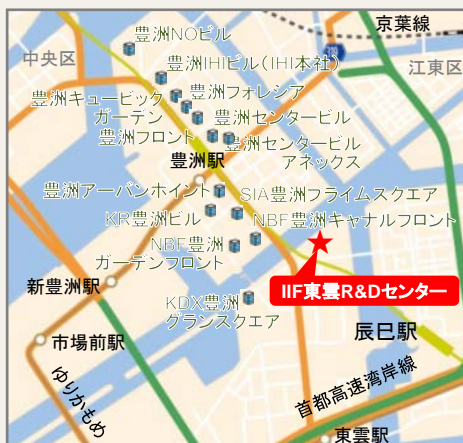 京葉線
豊洲NOビル
中央区
豊洲IHIビル(IHI本社)
江東区
豊洲キュービック
ガーデン
豊洲フォレシア
豊洲センタービル
豊洲フロント
豊洲センタービル
アネックス
豊洲駅
豊洲アーバンホイント
SIA豊洲フライムスクエア
KR豊洲ビル
NBF豊洲キャナルフロント
NBF豊洲
ガーデンフロント
IIF東雲R&Dセンター
新豊洲駅
KDX豊洲
グランスクエア
市場前駅
辰巳駅
ゆりかもめ
首都高速湾岸線
東雲駅